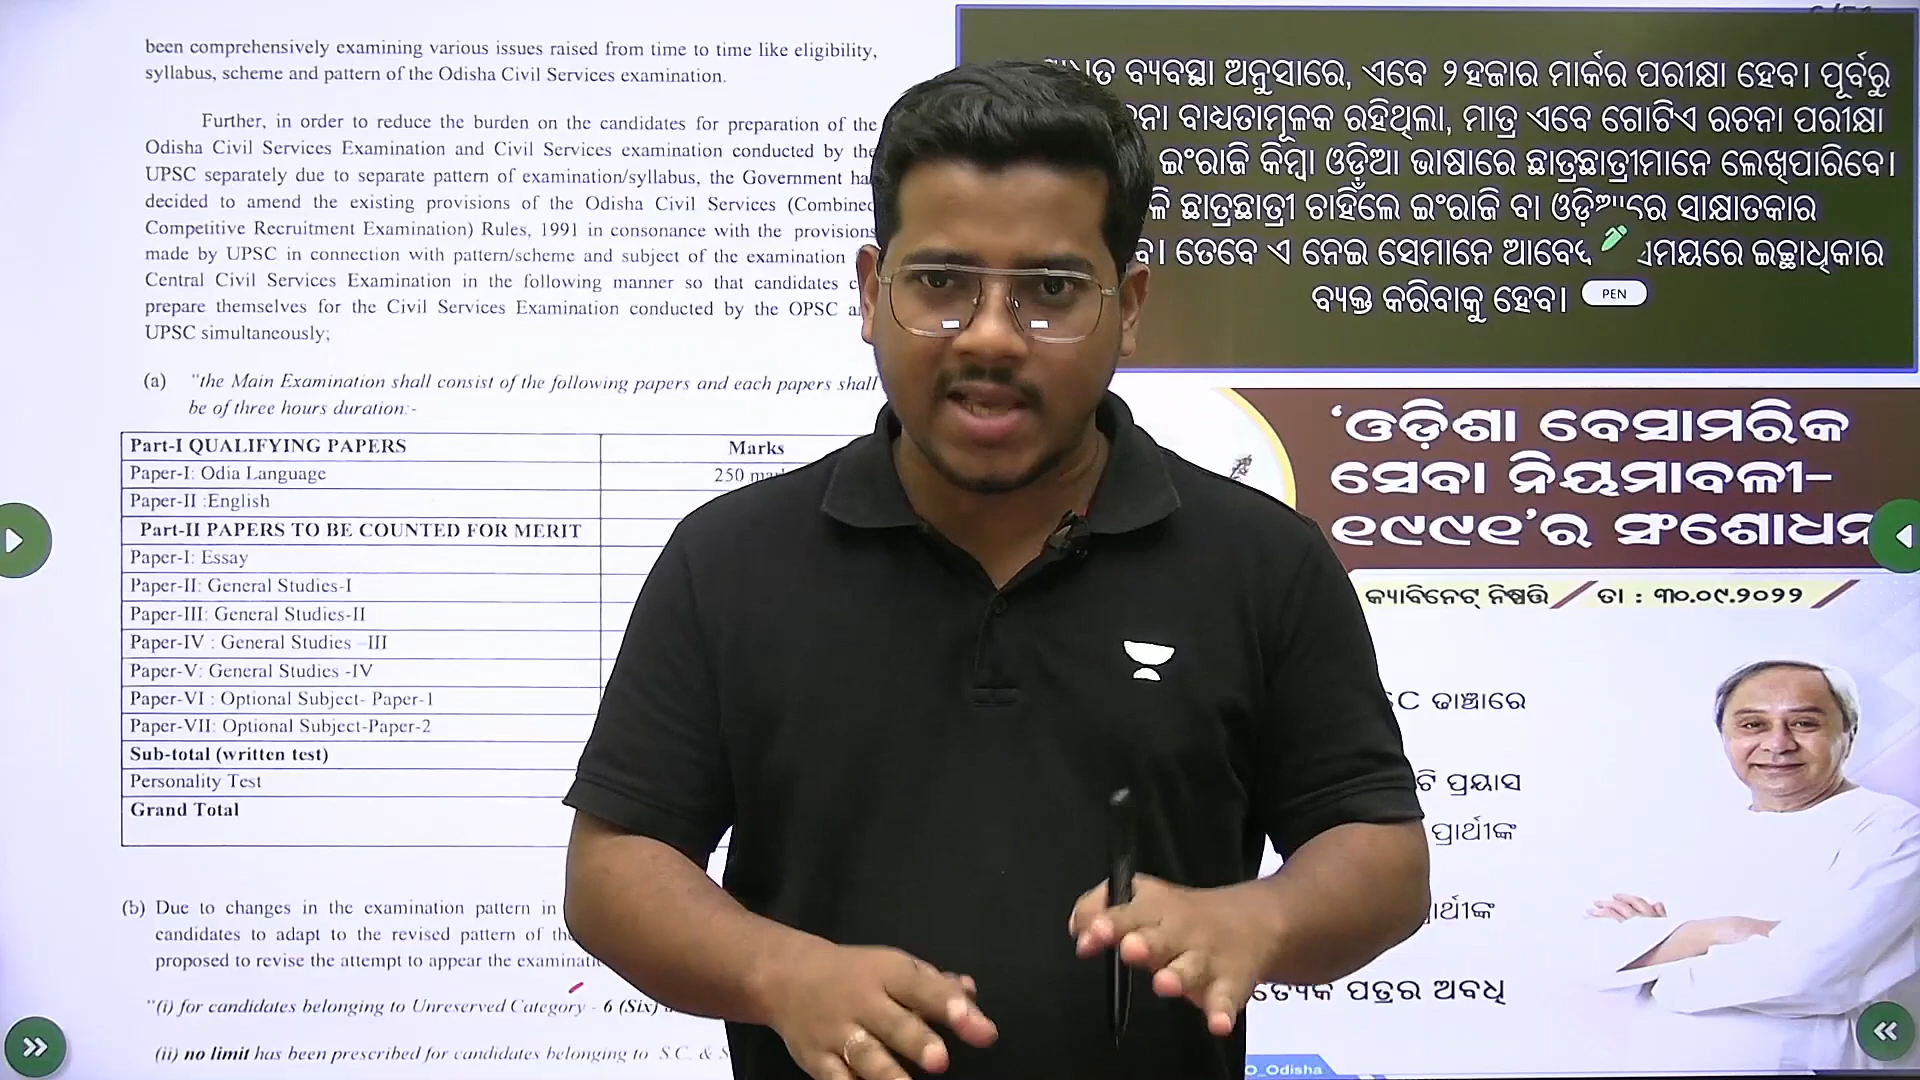 been comprehensively examining various issues raised from time to time like eligibility,
syllabus, scheme and pattern of the Odisha Civil Services examination.
Further, in order to reduce the burden on the candidates for preparation of the
Odisha Civil Services Examination and Civil Services examination conducted by the
UPSC separately due to separate pattern of examination/syllabus, the Government ha
decided to amend the existing provisions of the Odisha Civil Services (Combined
Competitive Recruitment Examination) Rules, 1991 in consonance with the provisions
made by UPSC in connection with pattern/scheme and subject of the examination
Central Civil Services Examination in the following manner so that candidates c
prepare themselves for the Civil Services Examination conducted by the OPSC a
UPSC simultaneously;
(a) "the Main Examination shall consist of the following papers and each papers shall
be of three hours duration:-
Part-I QUALIFYING PAPERS Marks
Paper-I: Odia Language 250
Paper-II :English
Part-II PAPERS TO BE COUNTED FOR MERIT
Paper-I: Essay
Paper-II: General Studies-I
Paper-III: General Studies-II
Paper-IV : General Studies –III
Paper-V: General Studies -IV
Paper-VI : Optional Subject- Paper-1
Paper-VII: Optional Subject-Paper-2
Sub-total (written test)
Personality Test
Grand Total
(b) Due to changes in the examination pattern in
candidates to adapt to the revised pattern of the
proposed to revise the attempt to appear the examinati
"(i) for candidates belonging to Unreserved Category - 6 (Six)
(ii) no limit has been prescribed for candidates belonging to S.C. & S
ବ୍ୟବସ୍ଥା ଅନୁସାରେ, ଏବେ ୨ ହଜାର ମାର୍କର ପରୀକ୍ଷା ହେବ। ପୂର୍ବରୁ
ବାଧ୍ୟତାମୂଳକ ରହିଥିଲା, ମାତ୍ର ଏବେ ଗୋଟିଏ ରଚନା ପରୀକ୍ଷା
ଇଂରାଜି କିମ୍ବା ଓଡ଼ିଆ ଭାଷାରେ ଛାତ୍ରଛାତ୍ରୀମାନେ ଲେଖିପାରିବେ।
ଛାତ୍ରଛାତ୍ରୀ ଚାହିଁଲେ ଇଂରାଜି ବା ଓଡ଼ିଆରେ ସାକ୍ଷାତକାର
ତେବେ ଏ ନେଇ ସେମାନେ ସମୟରେ ଇଚ୍ଛାଧିକାର
ବ୍ୟକ୍ତ କରିବାକୁ ହେବ।
PEN
'ଓଡ଼ିଶା ବେସାମରିକ
ସେବା ନିୟମାବଳୀ–
୧୯୯୧'ର ସଂଶୋଧନ
କ୍ୟାବିନେଟ୍ ନିଷ୍ପତ୍ତି / ତା : ୩୦.୦୯.୨୦୨୨
SC ଢାଞ୍ଚାରେ
ଟି ପ୍ରୟାସ
ପ୍ରାର୍ଥୀଙ୍କ
ପତ୍ରର ଅବଧି
O_Odisha